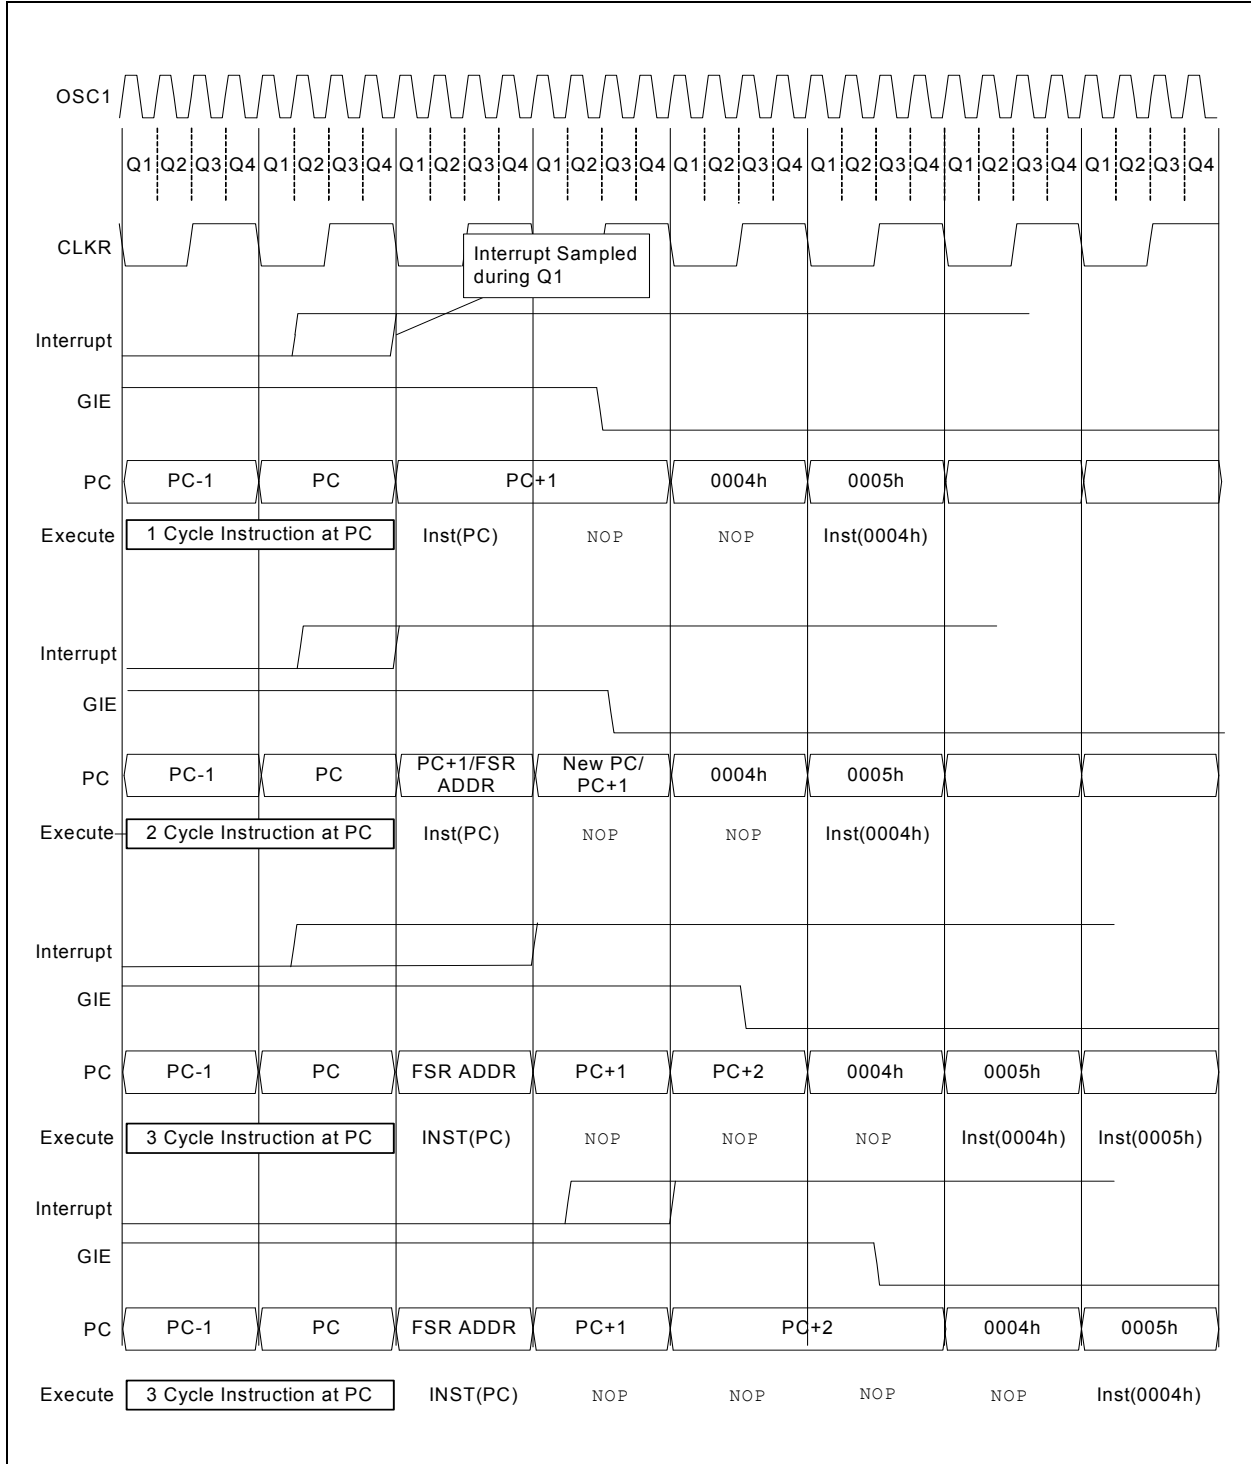 OSC1
Q1 Q2 Q3 Q4 Q1 Q2 Q3 Q4 Q1 Q2 Q3 Q4 Q1 Q2 Q3 Q4 Q1 Q2 Q3 Q4 Q1 Q2 Q3 Q4 Q1 Q2 Q3 Q4 Q1 Q2 Q3 Q4
CLKR
Interrupt Sampled
during Q1
Interrupt
GIE
PC PC-1 PC PC+1 0004h 0005h
Execute 1 Cycle Instruction at PC Inst(PC) NOP NOP Inst(0004h)
Interrupt
GIE
PC PC-1 PC PC+1/FSR ADDR New PC/ PC+1 0004h 0005h
Execute 2 Cycle Instruction at PC Inst(PC) NOP NOP Inst(0004h)
Interrupt
GIE
PC PC-1 PC FSR ADDR PC+1 PC+2 0004h 0005h
Execute 3 Cycle Instruction at PC INST(PC) NOP NOP NOP Inst(0004h) Inst(0005h)
Interrupt
GIE
PC PC-1 PC FSR ADDR PC+1 PC+2 0004h 0005h
Execute 3 Cycle Instruction at PC INST(PC) NOP NOP NOP NOP Inst(0004h)